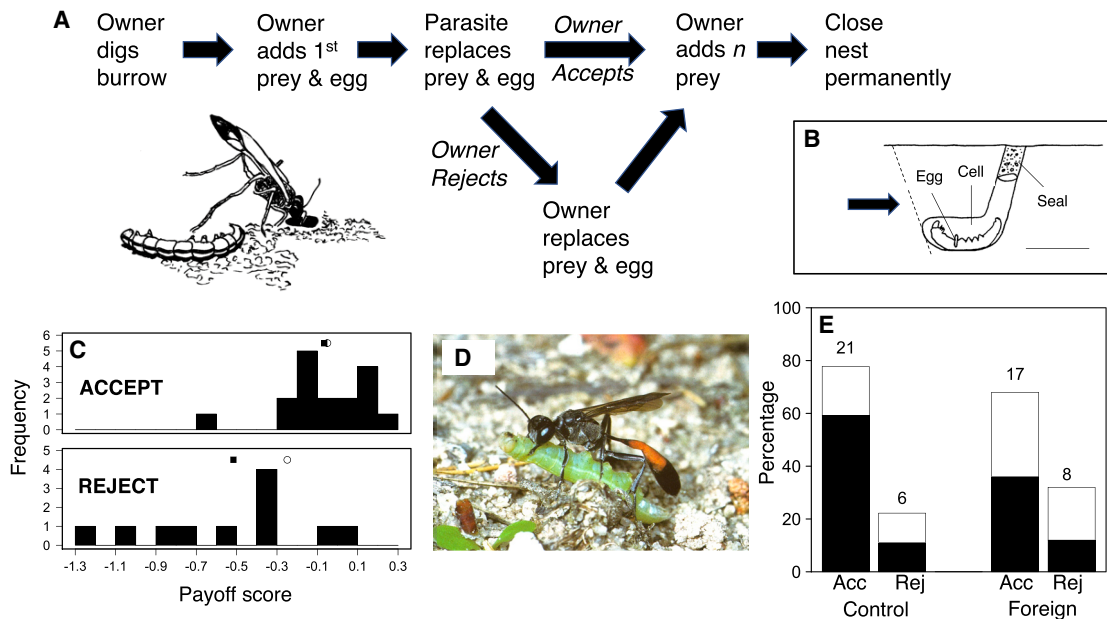 A
Owner
digs
burrow
Owner
adds 1st
prey & egg
Parasite
replaces
prey & egg
Owner
Accepts
Owner
adds n
prey
Close
nest
permanently
Owner
Rejects
Owner
replaces
prey & egg
B
Egg
Cell
Seal
C
ACCEPT
6
5
4
3
2
1
0
Frequency
REJECT
5
4
3
2
1
0
-1.3 -1.1 -0.9 -0.7 -0.5 -0.3 -0.1 0.1 0.3
Payoff score
D
E
100
80
60
40
20
0
Percentage
21
6
17
8
Acc Rej Acc Rej
Control Foreign